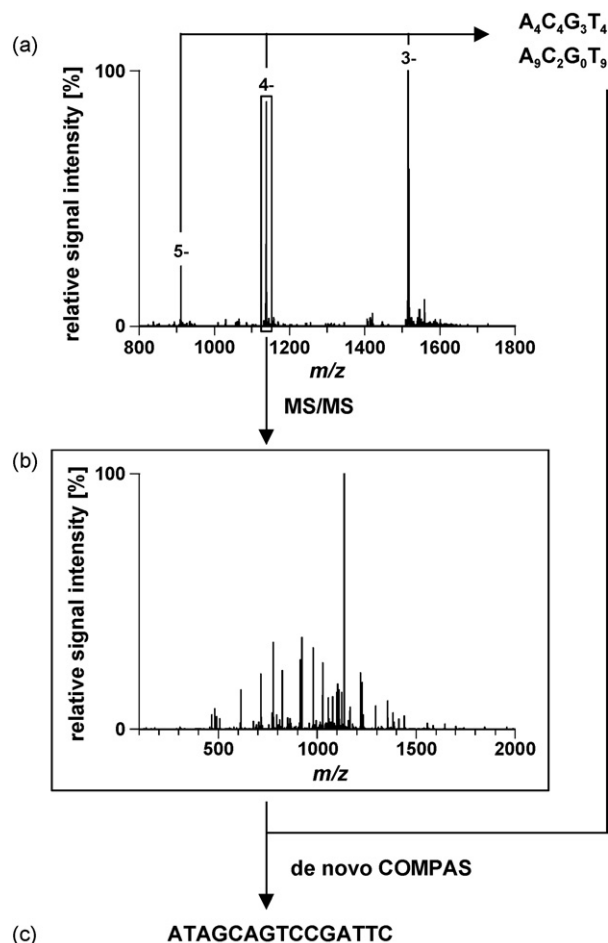 (a)
A₄C₄G₃T₄
A₉C₂G₀T₉
relative signal intensity [%]
100
0
5-
4-
3-
800 1000 1200 1400 1600 1800
m/z
MS/MS
(b)
relative signal intensity [%]
100
0
500 1000 1500 2000
m/z
de novo COMPAS
(c) ATAGCAGTCCGATTC